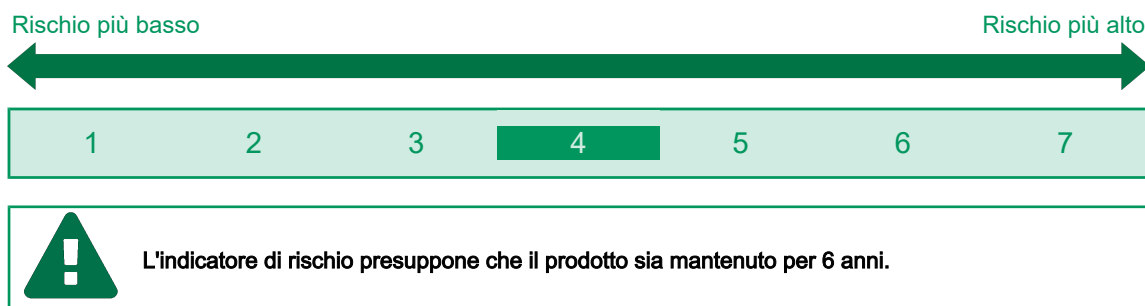 Rischio più basso Rischio più alto
1 2 3 4 5 6 7
L'indicatore di rischio presuppone che il prodotto sia mantenuto per 6 anni.